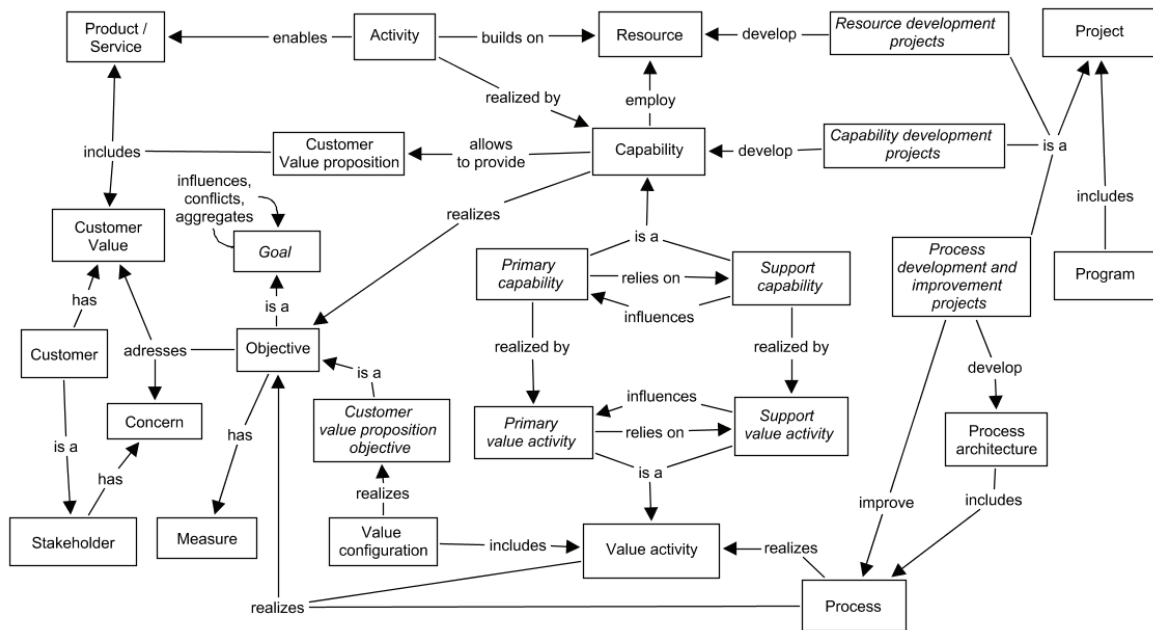 Product /
Service
enables
Activity
builds on
Resource
develop
Resource development
projects
Project
realized by
employ
includes
Customer
Value proposition
allows
to provide
Capability
develop
Capability development
projects
is a
influences,
conflicts,
aggregates
realizes
includes
Customer
Value
Goal
is a
Primary
capability
relies on
Support
capability
influences
Process
development and
improvement
projects
Program
has
is a
Customer
adresses
Objective
realized by
realized by
is a
develop
Concern
Customer
value proposition
objective
influences
Primary
value activity
relies on
Support
value activity
Process
architecture
is a
has
has
is a
realizes
improve
includes
Stakeholder
Measure
Value
configuration
includes
Value activity
realizes
realizes
Process